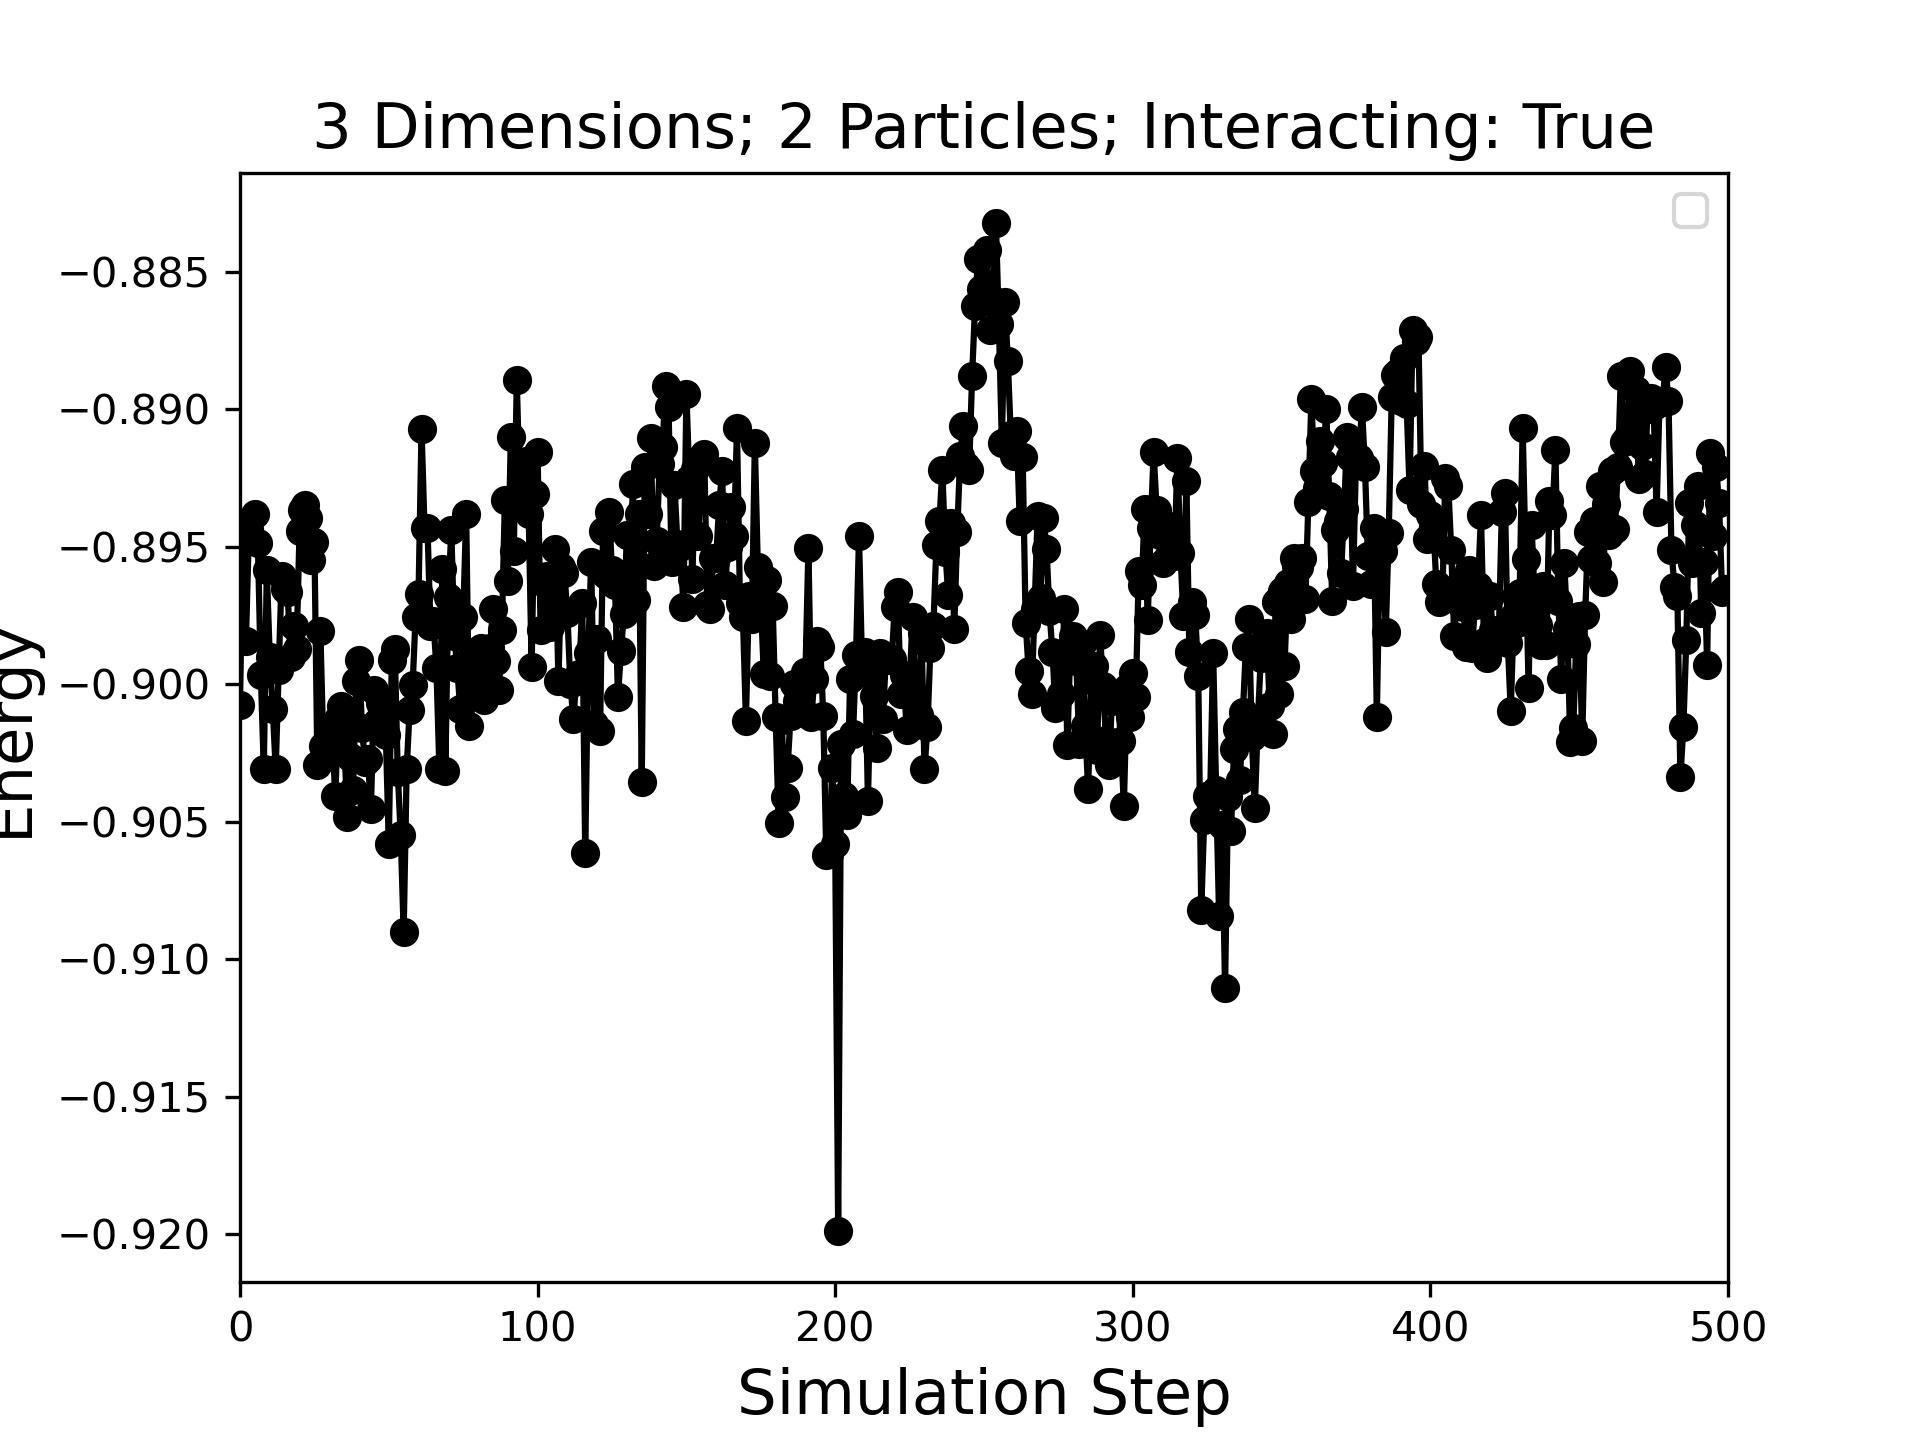 3 Dimensions; 2 Particles; Interacting: True
Energy
−0.885
−0.890
−0.895
−0.900
−0.905
−0.910
−0.915
−0.920
0 100 200 300 400 500
Simulation Step